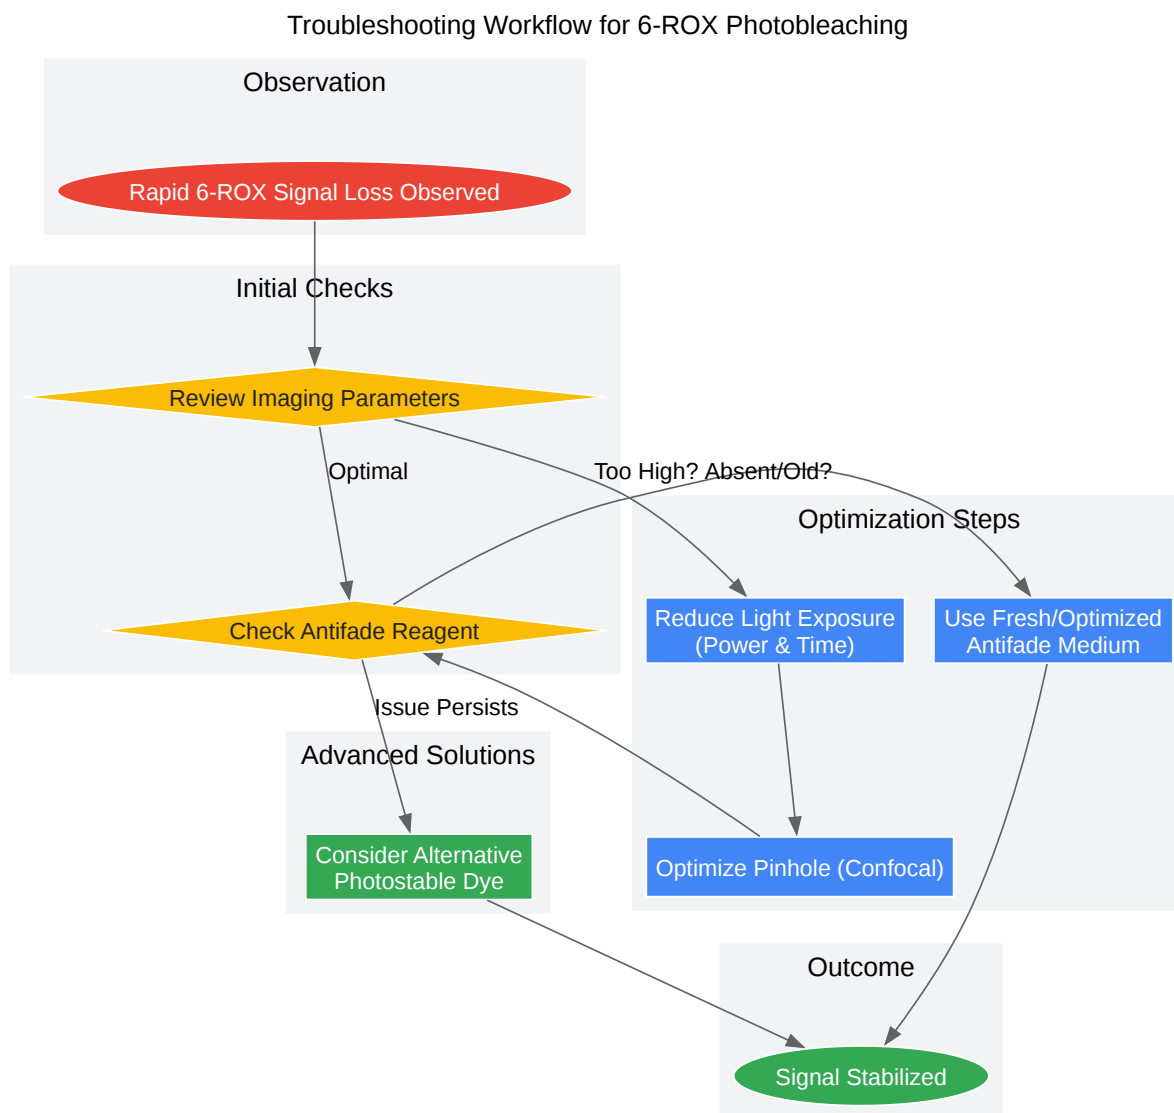 Troubleshooting Workflow for 6-ROX Photobleaching
Observation
Rapid 6-ROX Signal Loss Observed
Initial Checks
Review Imaging Parameters
Optimal
Too High?
Absent/Old?
Optimization Steps
Check Antifade Reagent
Reduce Light Exposure
(Power & Time)
Use Fresh/Optimized
Antifade Medium
Issue Persists
Advanced Solutions
Consider Alternative
Photostable Dye
Optimize Pinhole (Confocal)
Outcome
Signal Stabilized